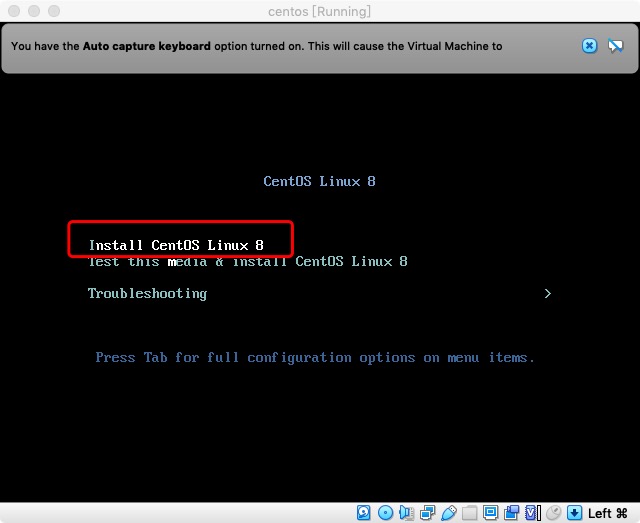 centos [Running]
You have the Auto capture keyboard option turned on. This will cause the Virtual Machine to
CentOS Linux 8
Install CentOS Linux 8
Test this media & install CentOS Linux 8
Troubleshooting >
Press Tab for full configuration options on menu items.
Left ⌘